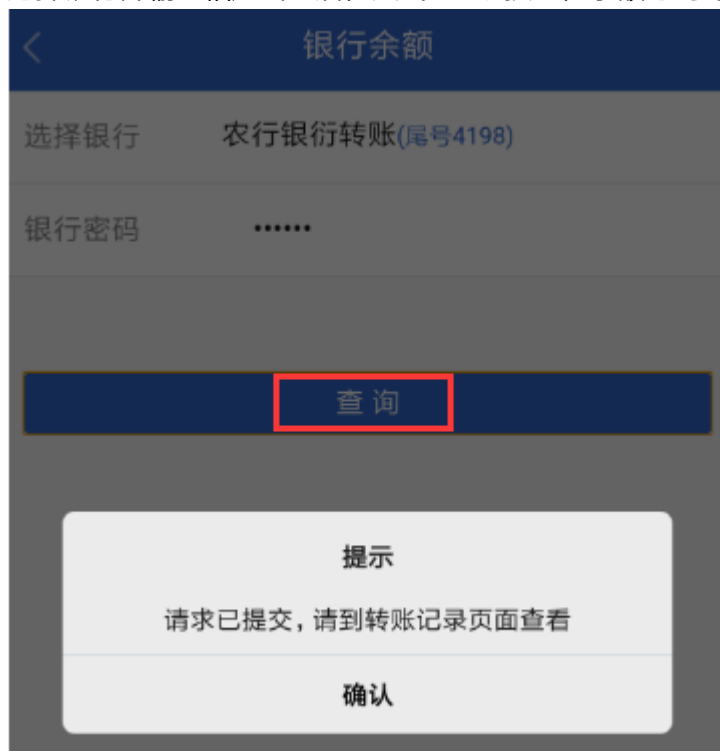 银行余额
选择银行 农行银衍转账(尾号4198)
银行密码 ••••••
查询
提示
请求已提交，请到转账记录页面查看
确认